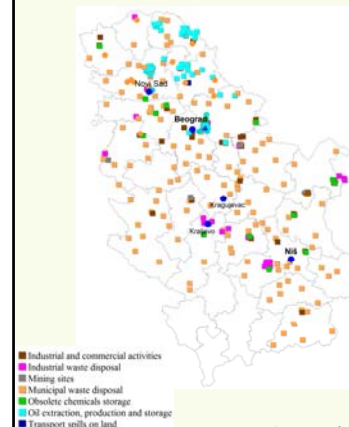 Novi Sad
Beograd
Kragujevac
Kraljevo
Niš
Industrial and commercial activities
Industrial waste disposal
Mining sites
Municipal waste disposal
Obsolete chemicals storage
Oil extraction, production and storage
Transport spills on land